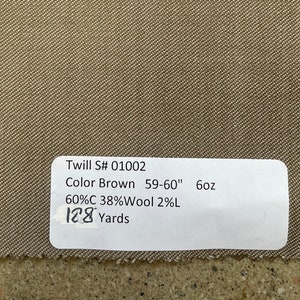 Twill S# 01002
Color Brown 59-60" 6oz
60%C 38%Wool 2%L
128 Yards